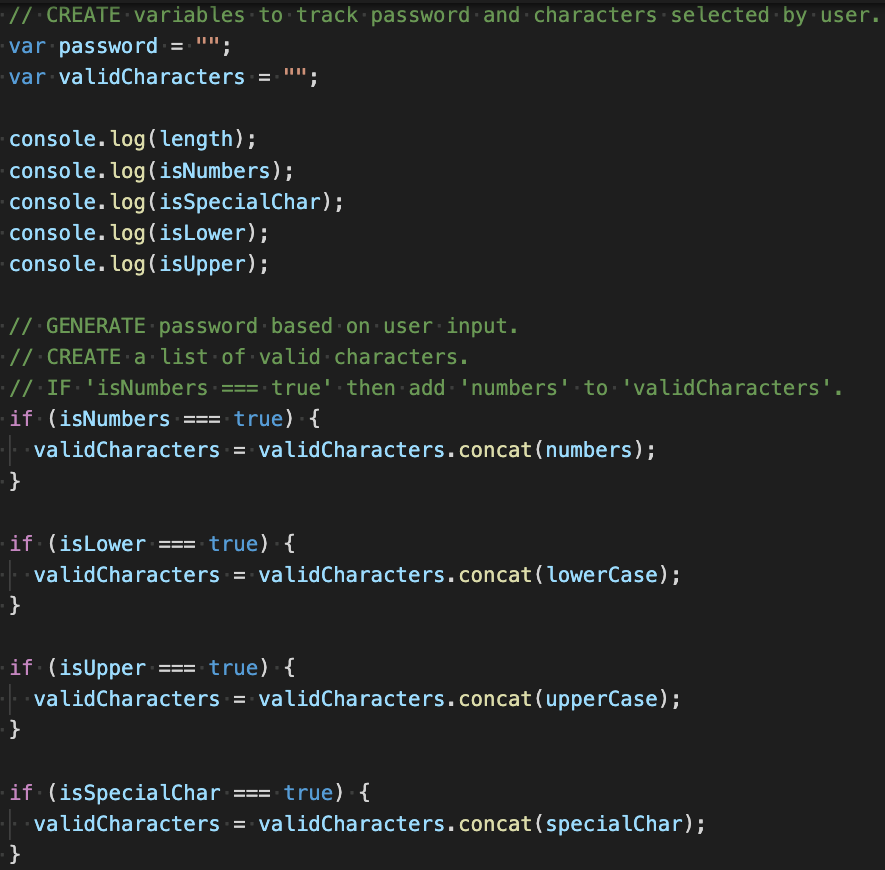 // CREATE variables to track password and characters selected by user.
var password = "";
var validCharacters = "";

console.log(length);
console.log(isNumbers);
console.log(isSpecialChar);
console.log(isLower);
console.log(isUpper);

// GENERATE password based on user input.
// CREATE a list of valid characters.
// IF 'isNumbers === true' then add 'numbers' to 'validCharacters'.
if (isNumbers === true) {
  validCharacters = validCharacters.concat(numbers);
}

if (isLower === true) {
  validCharacters = validCharacters.concat(lowerCase);
}

if (isUpper === true) {
  validCharacters = validCharacters.concat(upperCase);
}

if (isSpecialChar === true) {
  validCharacters = validCharacters.concat(specialChar);
}